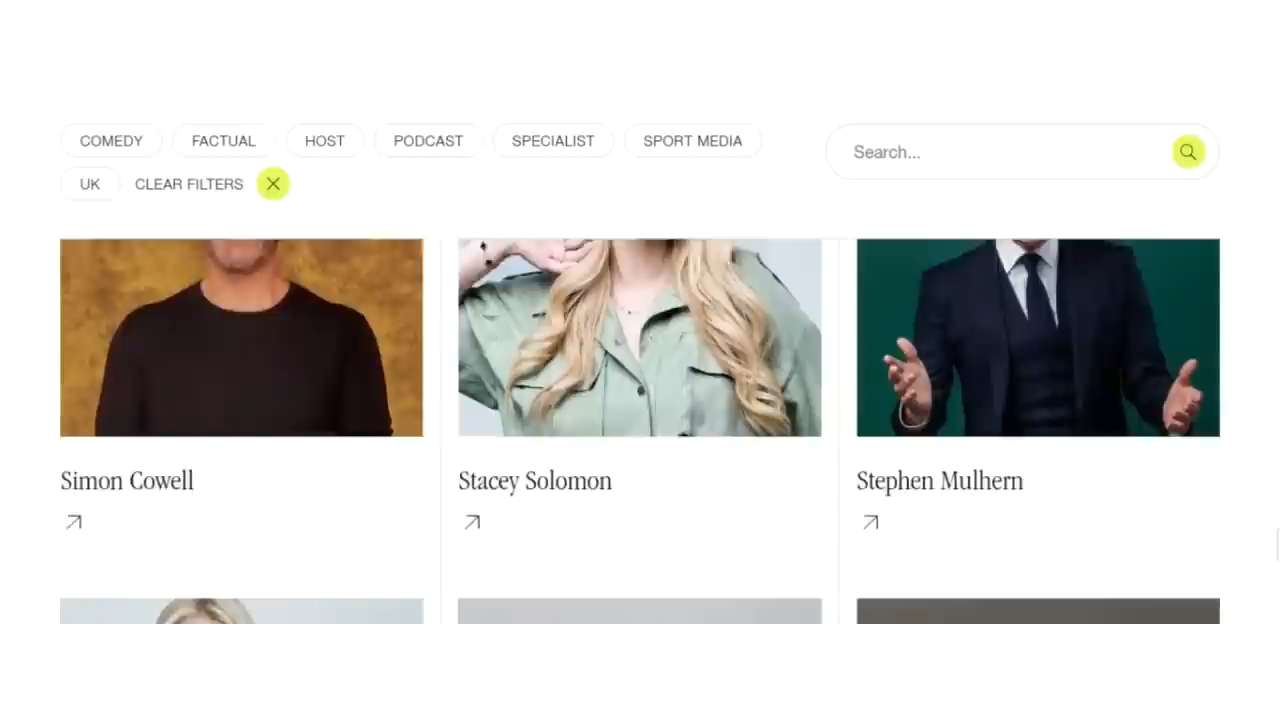 COMEDY
FACTUAL
HOST
PODCAST
SPECIALIST
SPORT MEDIA
Search...
UK
CLEAR FILTERS
Simon Cowell
Stacey Solomon
Stephen Mulhern